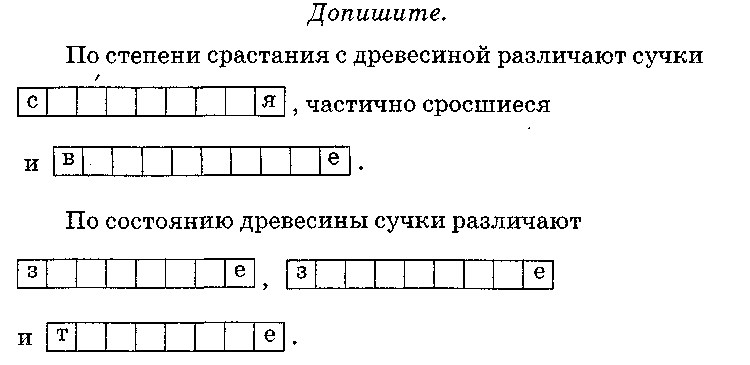 Допишите.
По степени срастания с древесиной различают сучки
с я , частично сросшиеся
и в е .
По состоянию древесины сучки различают
з е , з е
и т е .